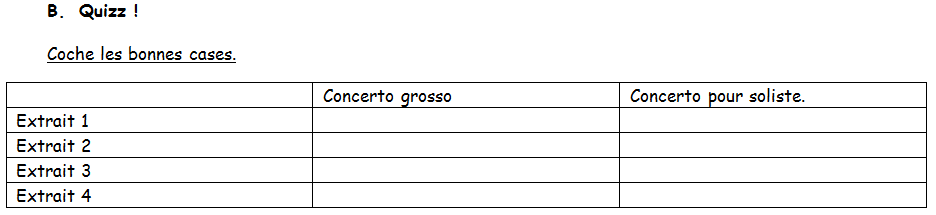 B. Quizz !
Coche les bonnes cases.
Concerto grosso Concerto pour soliste.
Extrait 1
Extrait 2
Extrait 3
Extrait 4